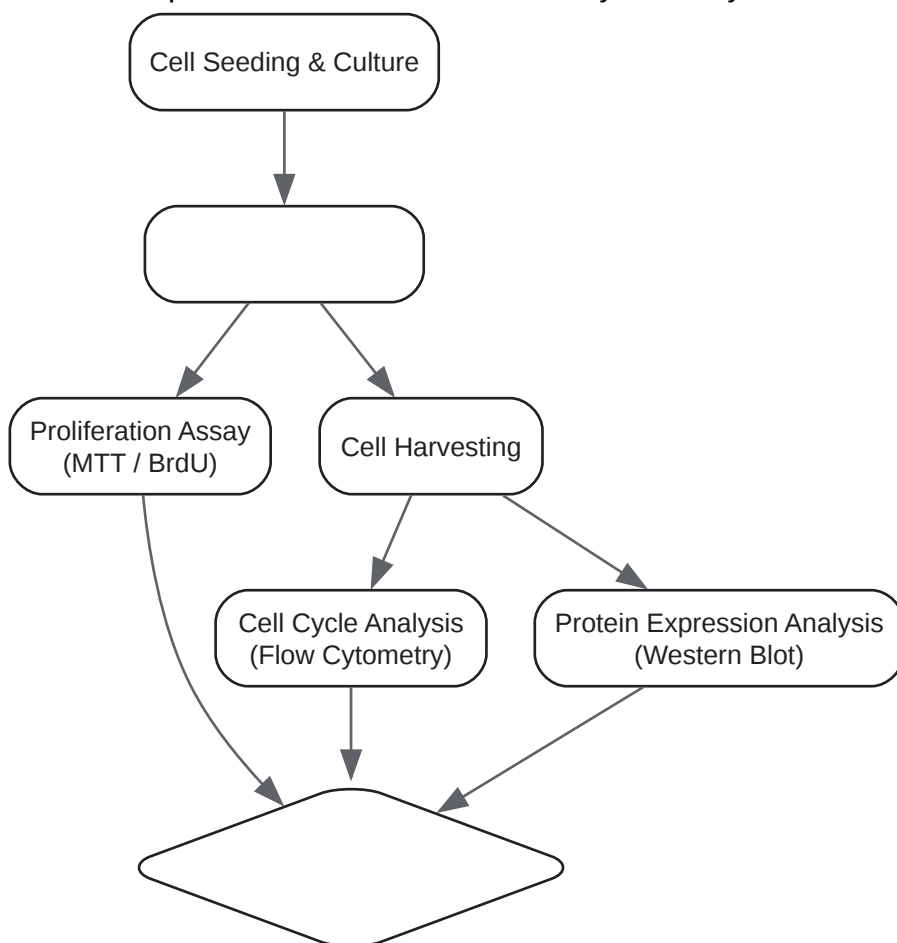 Cell Seeding & Culture
Proliferation Assay
(MTT / BrdU)
Cell Harvesting
Cell Cycle Analysis
(Flow Cytometry)
Protein Expression Analysis
(Western Blot)